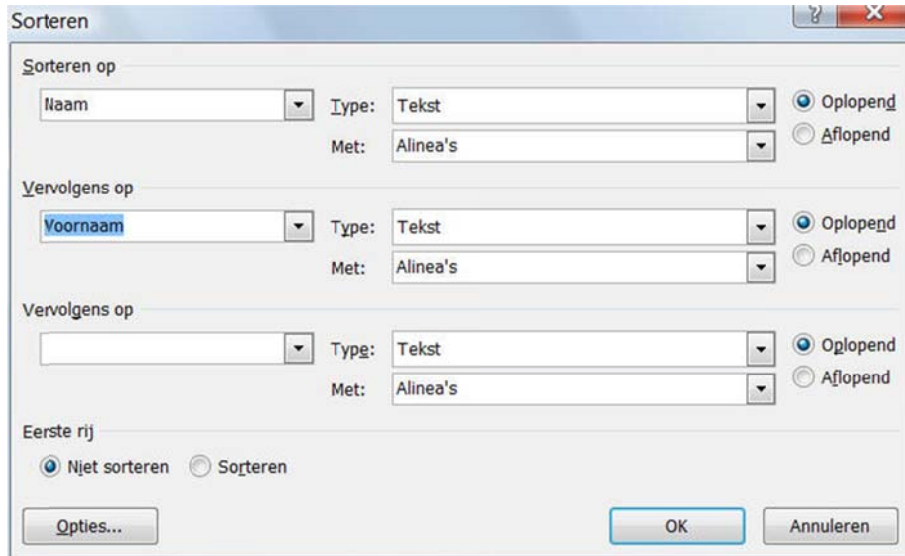 Sorteren
Sorteren op
Naam Type: Tekst Oplopend
Met: Alinea's Aflopend
Vervolgens op
Voornaam Type: Tekst Oplopend
Met: Alinea's Aflopend
Vervolgens op
Type: Tekst Oplopend
Met: Alinea's Aflopend
Eerste rij
Niet sorteren Sorteren
Opties... OK Annuleren